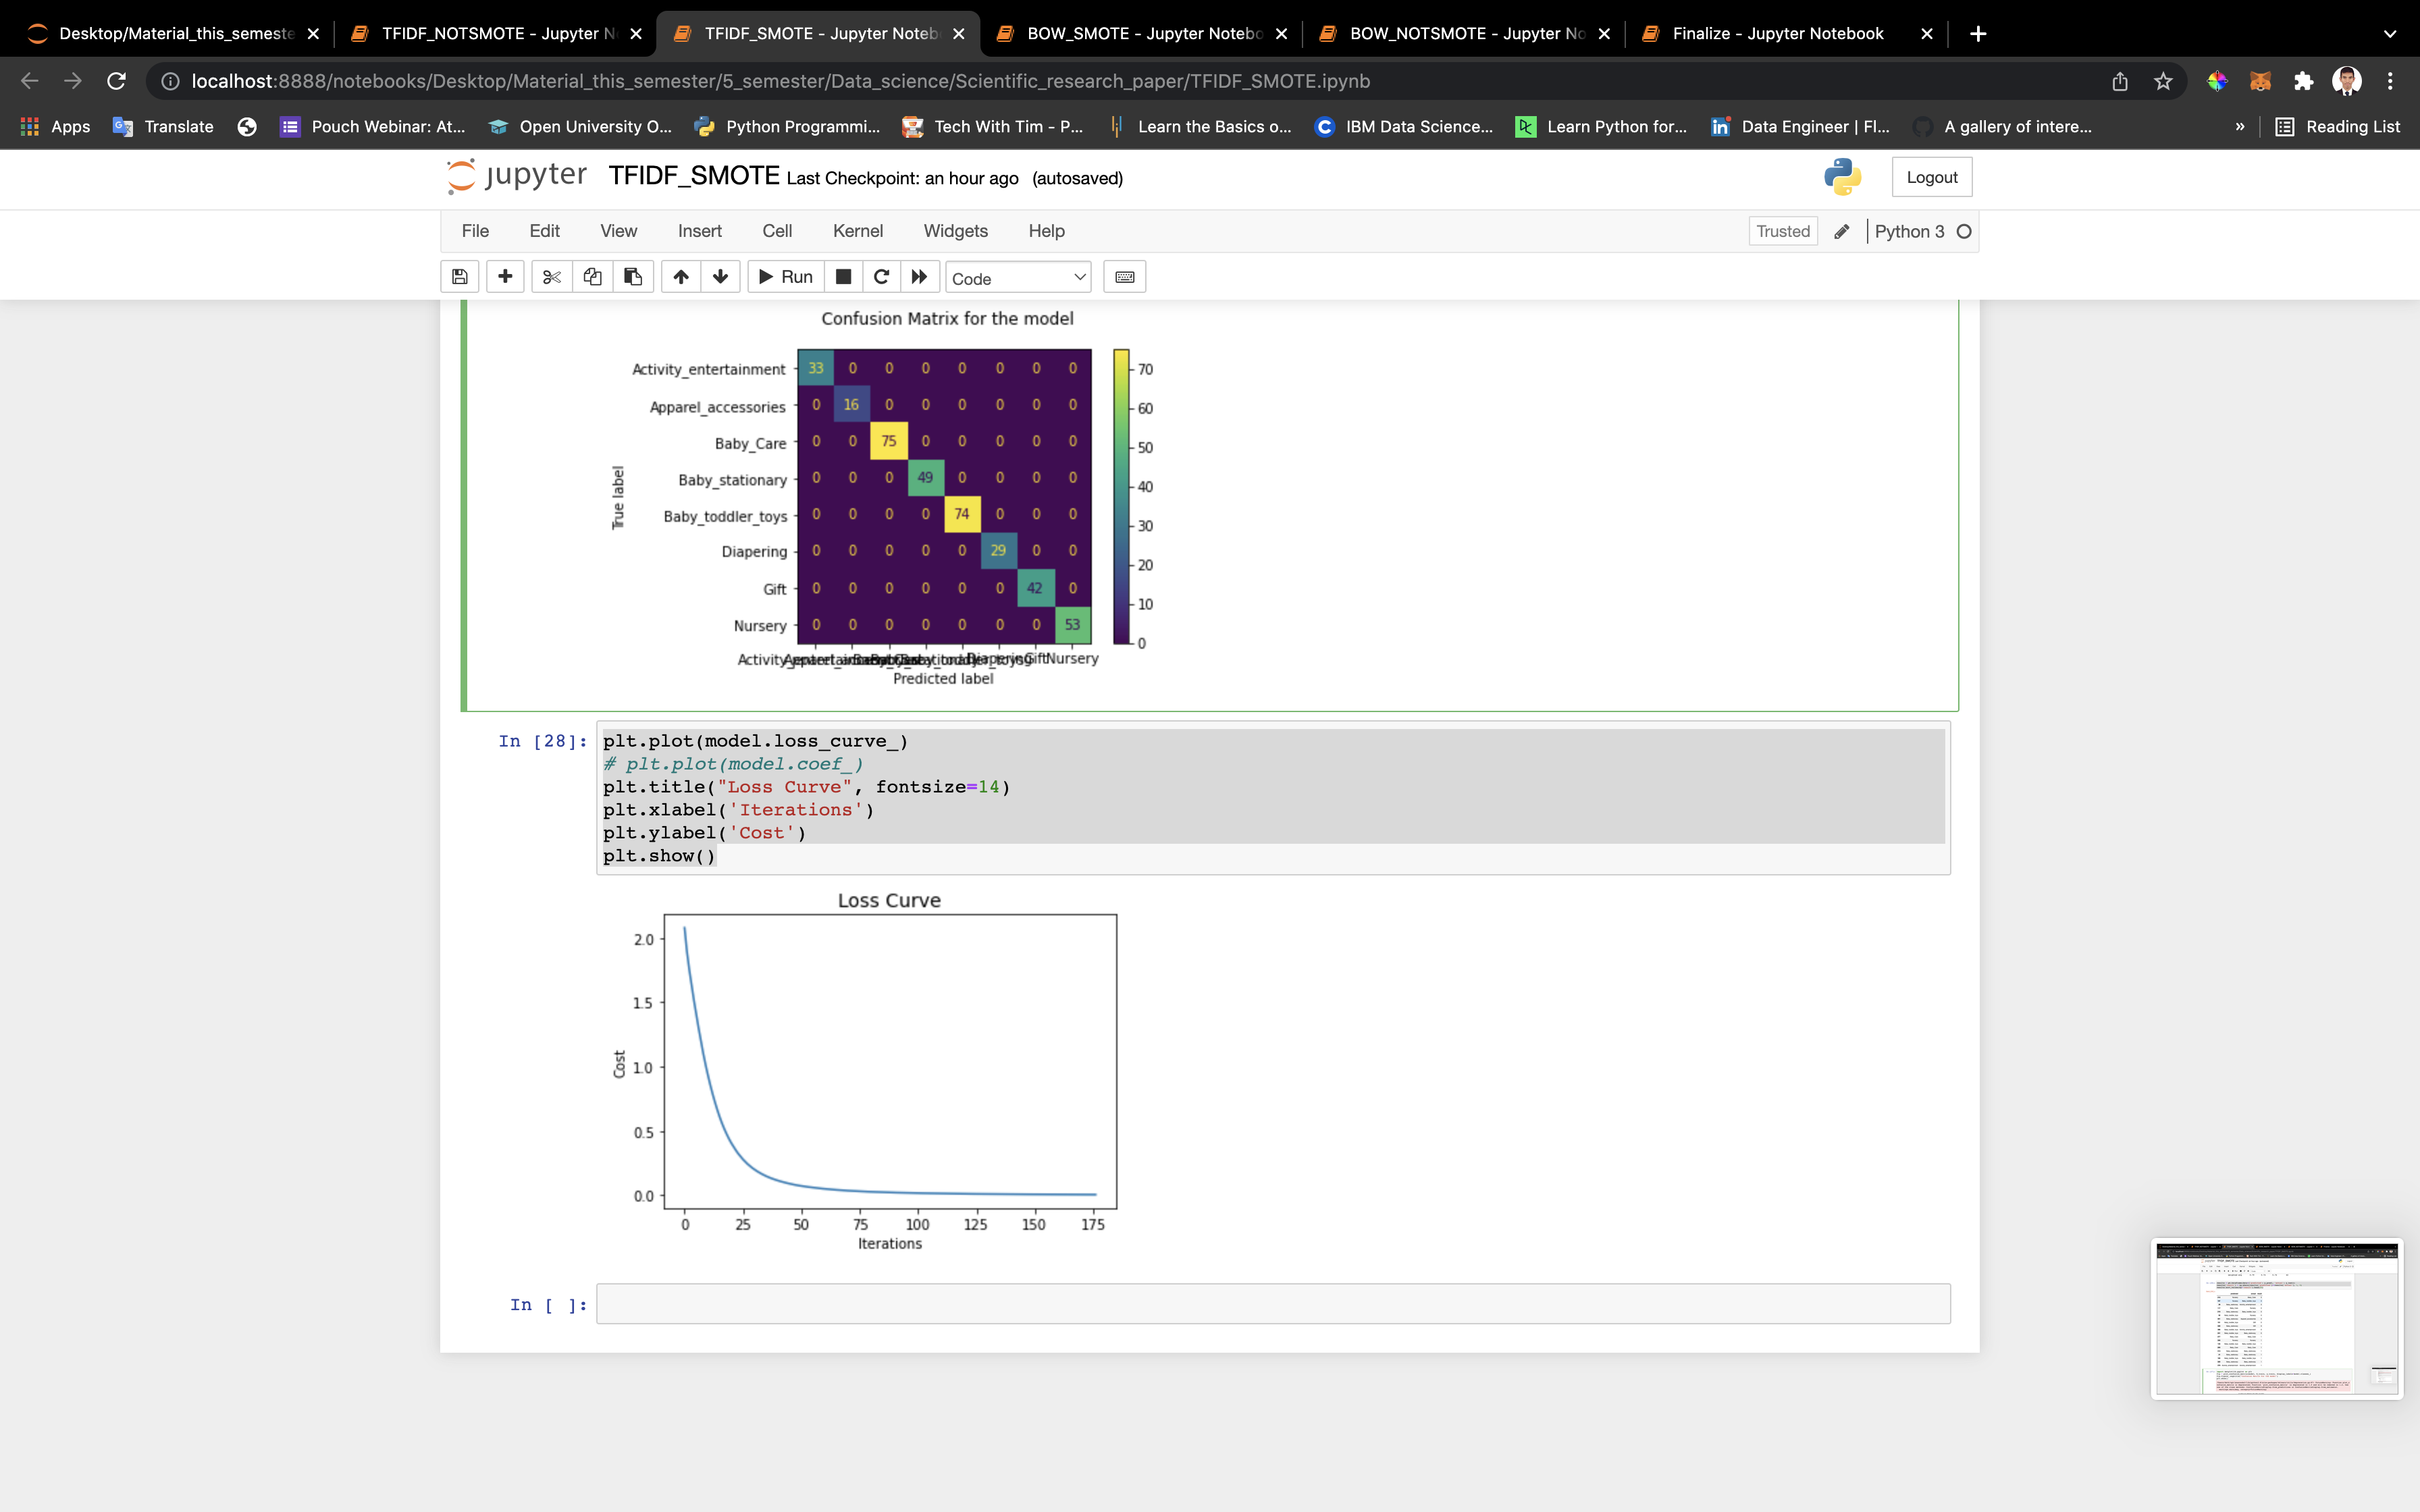 Desktop/Material_this_semeste
TFIDF_NOTSMOTE - Jupyter N
TFIDF_SMOTE - Jupyter Noteb
BOW_SMOTE - Jupyter Notebo
BOW_NOTSMOTE - Jupyter No
Finalize - Jupyter Notebook
localhost:8888/notebooks/Desktop/Material_this_semester/5_semester/Data_science/Scientific_research_paper/TFIDF_SMOTE.ipynb
Apps Translate Pouch Webinar: At... Open University O... Python Programmi... Tech With Tim - P... Learn the Basics o... IBM Data Science... Learn Python for... Data Engineer | Fl... A gallery of intere... » Reading List
jupyter TFIDF_SMOTE Last Checkpoint: an hour ago (autosaved) Logout
File Edit View Insert Cell Kernel Widgets Help Trusted Python 3
Run Code
Confusion Matrix for the model
Activity_entertainment 33 0 0 0 0 0 0 0 70
Apparel_accessories 0 16 0 0 0 0 0 0 60
Baby_Care 0 0 75 0 0 0 0 0 50
Baby_stationary 0 0 0 49 0 0 0 0 40
Baby_toddler_toys 0 0 0 0 74 0 0 0 30
Diapering 0 0 0 0 0 29 0 0 20
Gift 0 0 0 0 0 0 42 0 10
Nursery 0 0 0 0 0 0 0 53 0
True label
Gift Nursery
Predicted label
In [28]: plt.plot(model.loss_curve_)
# plt.plot(model.coef_)
plt.title("Loss Curve", fontsize=14)
plt.xlabel('Iterations')
plt.ylabel('Cost')
plt.show()
Loss Curve
2.0
1.5
1.0
0.5
0.0
Cost
0 25 50 75 100 125 150 175
Iterations
In [ ]: